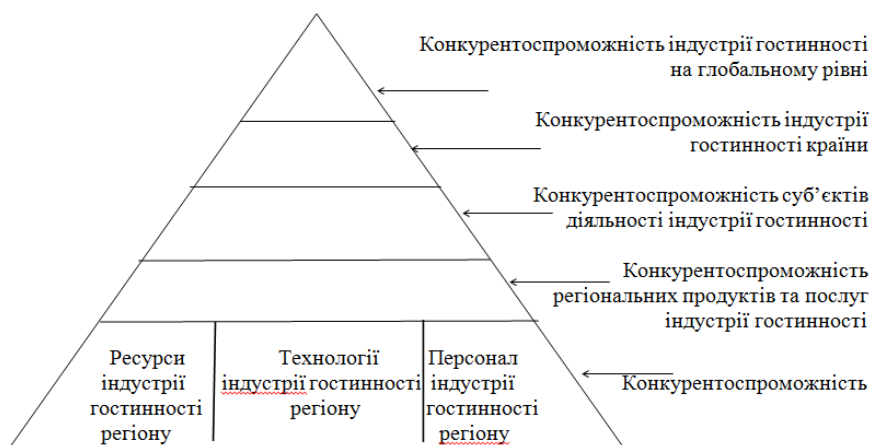 Конкурентоспроможність індустрії гостинності
на глобальному рівні
Конкурентоспроможність індустрії
гостинності країни
Конкурентоспроможність суб’єктів
діяльності індустрії гостинності
Конкурентоспроможність
регіональних продуктів та послуг
індустрії гостинності
Ресурси
індустрії
гостинності
регіону
Технології
індустрії гостинності
регіону
Персонал
індустрії
гостинності
регіону
Конкурентоспроможність